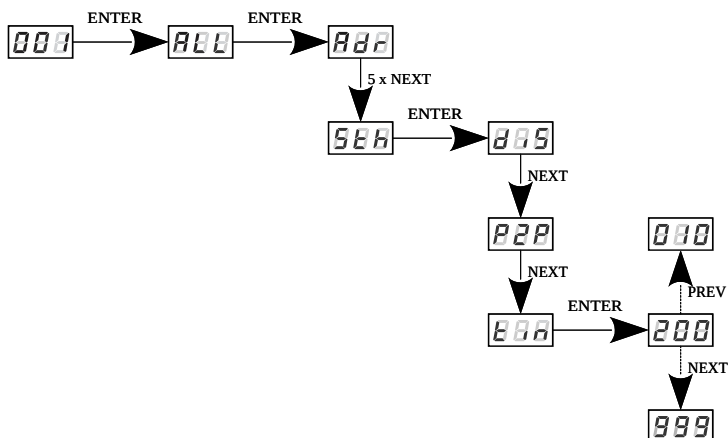 ENTER ENTER
001 ALL Adr
5 x NEXT
ENTER
Sth diS
NEXT
P2P 010
NEXT
PREV
ENTER
tin 200
NEXT
999